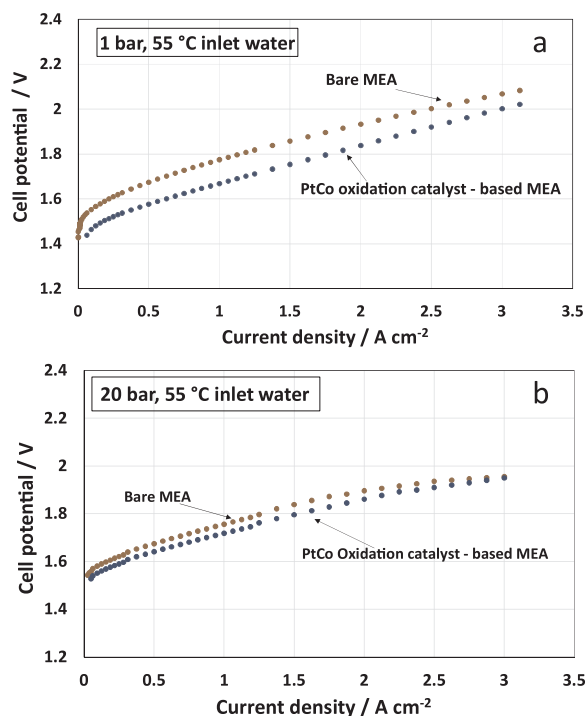 1 bar, 55 °C inlet water
a
2.4
2.2
2
1.8
1.6
1.4
1.2
Cell potential / V
Bare MEA
PtCo oxidation catalyst - based MEA
0
0.5
1
1.5
2
2.5
3
3.5
Current density / A cm-2
20 bar, 55 °C inlet water
b
2.4
2.2
2
1.8
1.6
1.4
1.2
Cell potential / V
Bare MEA
PtCo Oxidation catalyst - based MEA
0
0.5
1
1.5
2
2.5
3
3.5
Current density / A cm-2